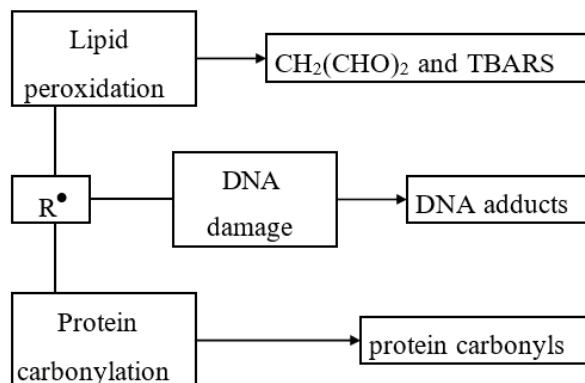 Lipid
peroxidation
CH₂(CHO)₂ and TBARS
R•
DNA
damage
DNA adducts
Protein
carbonylation
protein carbonyls